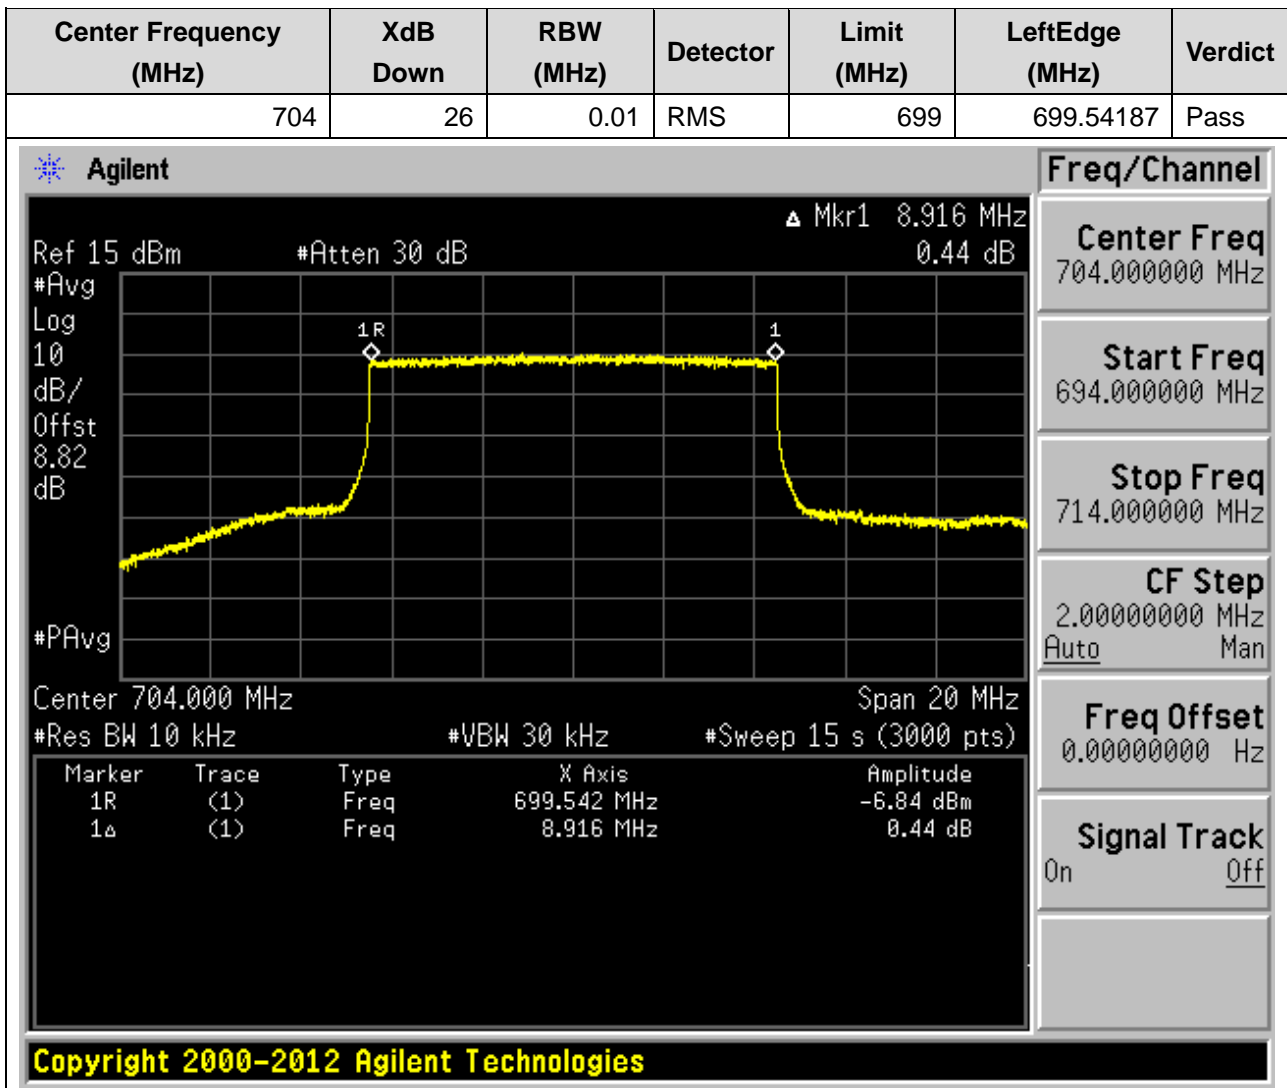 Center Frequency (MHz) XdB Down RBW (MHz) Detector Limit (MHz) LeftEdge (MHz) Verdict
704 26 0.01 RMS 699 699.54187 Pass
Agilent
Freq/Channel
Δ Mkr1 8.916 MHz
Ref 15 dBm #Atten 30 dB 0.44 dB
#Avg
Log
10
dB/
Offst
8.82
dB
1R
1
#PAvg
Center 704.000 MHz Span 20 MHz
#Res BW 10 kHz #VBW 30 kHz #Sweep 15 s (3000 pts)
Marker Trace Type X Axis Amplitude
1R (1) Freq 699.542 MHz -6.84 dBm
1Δ (1) Freq 8.916 MHz 0.44 dB
Center Freq
704.000000 MHz
Start Freq
694.000000 MHz
Stop Freq
714.000000 MHz
CF Step
2.00000000 MHz
Auto Man
Freq Offset
0.00000000 Hz
Signal Track
On Off
Copyright 2000-2012 Agilent Technologies